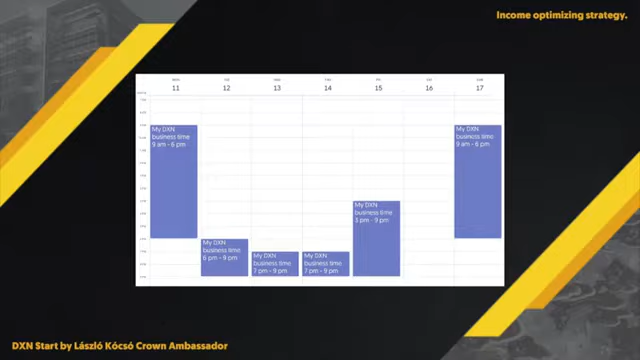 Income optimizing strategy.
11
12
13
14
15
16
17
My DXN
business time
9 am - 6 pm
My DXN
business time
6 pm - 9 pm
My DXN
business time
7 pm - 9 pm
My DXN
business time
7 pm - 9 pm
My DXN
business time
3 pm - 9 pm
My DXN
business time
9 am - 6 pm
DXN Start by László Kócsó Crown Ambassador